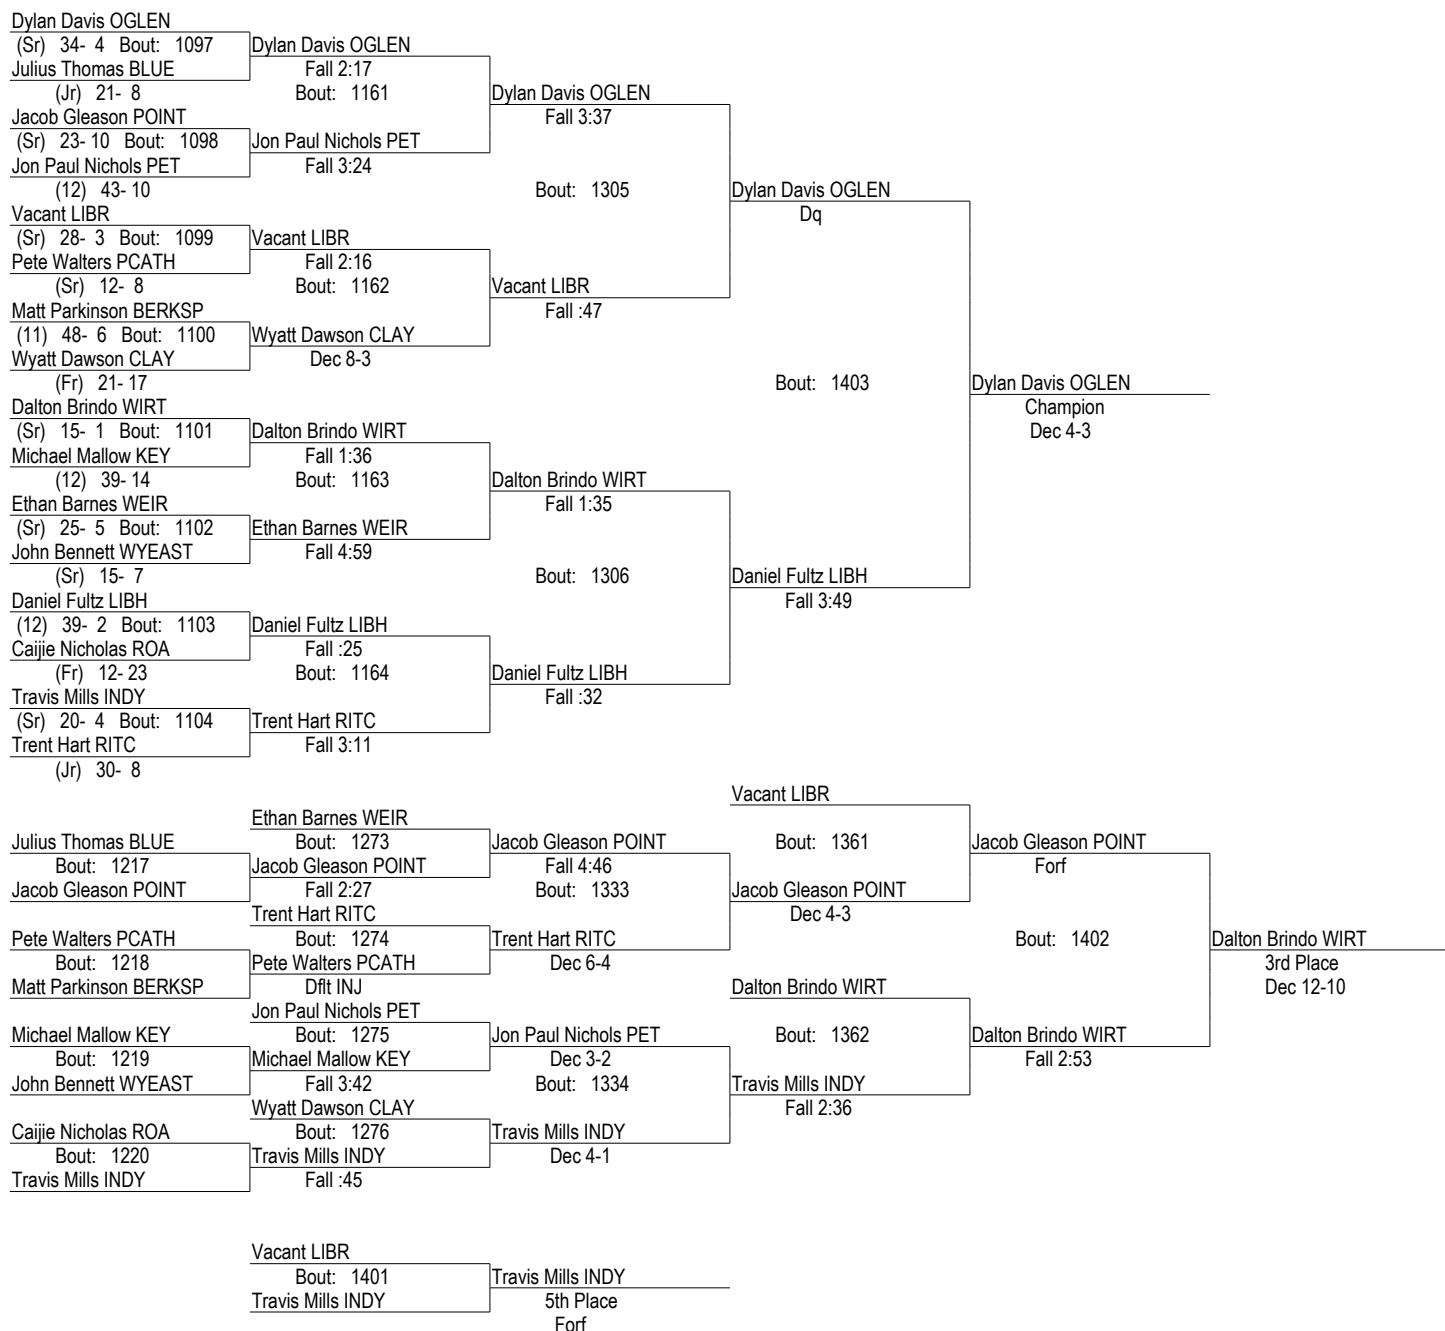 Dylan Davis OGLEN
(Sr) 34- 4 Bout: 1097 Dylan Davis OGLEN
Julius Thomas BLUE Fall 2:17
(Jr) 21- 8 Bout: 1161 Dylan Davis OGLEN
Jacob Gleason POINT Fall 3:37
(Sr) 23- 10 Bout: 1098 Jon Paul Nichols PET
Jon Paul Nichols PET Fall 3:24
(12) 43- 10 Bout: 1305 Dylan Davis OGLEN
Vacant LIBR Dq
(Sr) 28- 3 Bout: 1099 Vacant LIBR
Pete Walters PCATH Fall 2:16
(Sr) 12- 8 Bout: 1162 Vacant LIBR
Matt Parkinson BERKSP Fall :47
(11) 48- 6 Bout: 1100 Wyatt Dawson CLAY
Wyatt Dawson CLAY Dec 8-3
(Fr) 21- 17 Bout: 1403 Dylan Davis OGLEN
Dalton Brindo WIRT Champion
(Sr) 15- 1 Bout: 1101 Dalton Brindo WIRT Dec 4-3
Michael Mallow KEY Fall 1:36
(12) 39- 14 Bout: 1163 Dalton Brindo WIRT
Ethan Barnes WEIR Fall 1:35
(Sr) 25- 5 Bout: 1102 Ethan Barnes WEIR
John Bennett WYEAST Fall 4:59
(Sr) 15- 7 Bout: 1306 Daniel Fultz LIBH
Daniel Fultz LIBH Fall 3:49
(12) 39- 2 Bout: 1103 Daniel Fultz LIBH
Caijie Nicholas ROA Fall :25
(Fr) 12- 23 Bout: 1164 Daniel Fultz LIBH
Travis Mills INDY Fall :32
(Sr) 20- 4 Bout: 1104 Trent Hart RITC
Trent Hart RITC Fall 3:11
(Jr) 30- 8
Vacant LIBR
Ethan Barnes WEIR
Julius Thomas BLUE Bout: 1273 Jacob Gleason POINT Bout: 1361 Jacob Gleason POINT
Bout: 1217 Jacob Gleason POINT Fall 4:46 Forf
Jacob Gleason POINT Fall 2:27 Bout: 1333 Jacob Gleason POINT
Trent Hart RITC Dec 4-3
Pete Walters PCATH Bout: 1274 Trent Hart RITC Bout: 1402 Dalton Brindo WIRT
Bout: 1218 Pete Walters PCATH Dec 6-4 3rd Place
Matt Parkinson BERKSP Dflt INJ Dalton Brindo WIRT Dec 12-10
Jon Paul Nichols PET
Michael Mallow KEY Bout: 1275 Jon Paul Nichols PET Bout: 1362 Dalton Brindo WIRT
Bout: 1219 Michael Mallow KEY Dec 3-2 Fall 2:53
John Bennett WYEAST Fall 3:42 Bout: 1334 Travis Mills INDY
Wyatt Dawson CLAY Fall 2:36
Caijie Nicholas ROA Bout: 1276 Travis Mills INDY
Bout: 1220 Travis Mills INDY Dec 4-1
Travis Mills INDY Fall :45
Vacant LIBR
Bout: 1401 Travis Mills INDY
Travis Mills INDY 5th Place
Forf